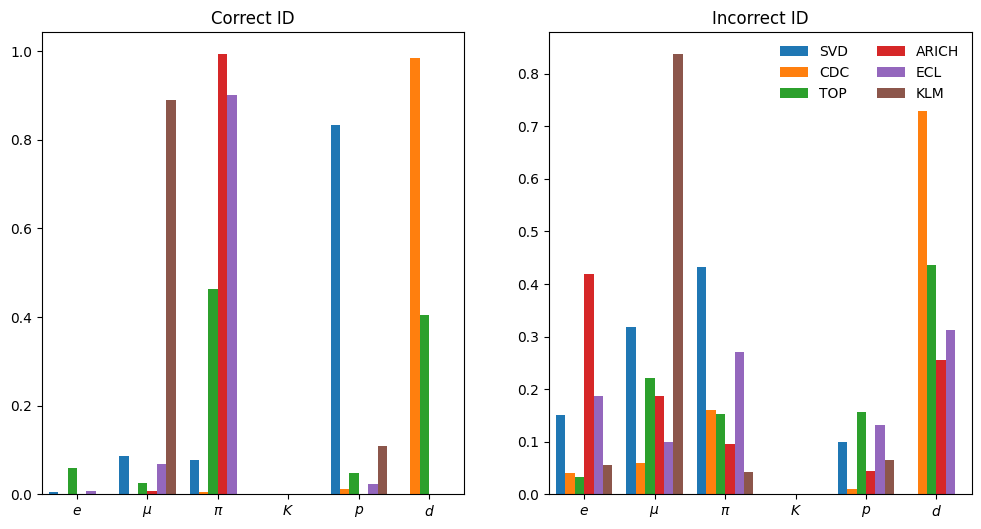 Correct ID
1.0
0.8
0.6
0.4
0.2
0.0
e μ π K p d
Incorrect ID
SVD ARICH
CDC ECL
TOP KLM
0.8
0.7
0.6
0.5
0.4
0.3
0.2
0.1
0.0
e μ π K p d